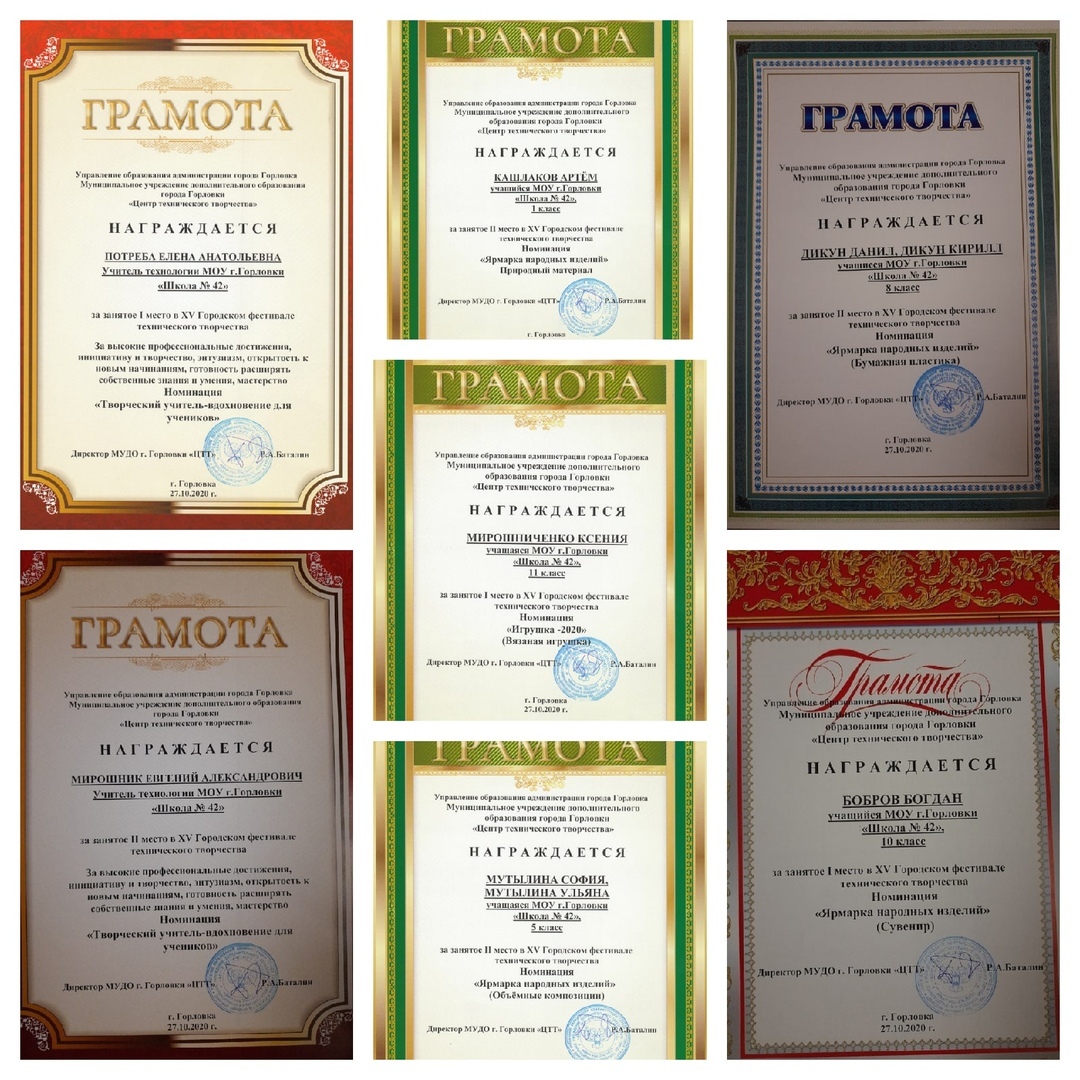 ГРАМОТА
Управление образования администрации города Горловка
Муниципальное учреждение дополнительного образования
города Горловки
«Центр технического творчества»
НАГРАЖДАЕТСЯ
ПОТРЕБА ЕЛЕНА АНАТОЛЬЕВНА
Учитель технологии МОУ г.Горловки
«Школа № 42»
за занятое I место в XV Городском фестивале
технического творчества
За высокие профессиональные достижения,
инициативу и творчество, энтузиазм, открытость к
новым начинаниям, готовность расширять
собственные знания и умения, мастерство
Номинация
«Творческий учитель-вдохновение для
учеников»
Директор МУДО г. Горловки «ЦТТ» Р.А.Баталин
г. Горловка
27.10.2020 г.
ГРАМОТА
Управление образования администрации города Горловка
Муниципальное учреждение дополнительного образования
города Горловки
«Центр технического творчества»
НАГРАЖДАЕТСЯ
МИРОШНИК ЕВГЕНИЙ АЛЕКСАНДРОВИЧ
Учитель технологии МОУ г.Горловки
«Школа № 42»
за занятое II место в XV Городском фестивале
технического творчества
За высокие профессиональные достижения,
инициативу и творчество, энтузиазм, открытость к
новым начинаниям, готовность расширять
собственные знания и умения, мастерство
Номинация
«Творческий учитель-вдохновение для
учеников»
Директор МУДО г. Горловки «ЦТТ» Р.А.Баталин
г. Горловка
27.10.2020 г.
ГРАМОТА
Управление образования администрации города Горловка
Муниципальное учреждение дополнительного
образования города Горловки
«Центр технического творчества»
НАГРАЖДАЕТСЯ
КАШЛАКОВ АРТЁМ
учащийся МОУ г.Горловки
«Школа № 42»,
1 класс
за занятое II место в XV Городском фестивале
технического творчества
Номинация
«Ярмарка народных изделий»
Природный материал
Директор МУДО г. Горловки «ЦТТ» Р.А.Баталин
г. Горловка
ГРАМОТА
Управление образования администрации города Горловка
Муниципальное учреждение дополнительного
образования города Горловки
«Центр технического творчества»
НАГРАЖДАЕТСЯ
МИРОШНИЧЕНКО КСЕНИЯ
учащаяся МОУ г.Горловки
«Школа № 42»,
11 класс
за занятое I место в XV Городском фестивале
технического творчества
Номинация
«Игрушка -2020»
(Вязаная игрушка)
Директор МУДО г. Горловки «ЦТТ» Р.А.Баталин
г. Горловка
27.10.2020 г.
ГРАМОТА
Управление образования администрации города Горловка
Муниципальное учреждение дополнительного
образования города Горловки
«Центр технического творчества»
НАГРАЖДАЕТСЯ
МУТЫЛИНА СОФИЯ,
МУТЫЛИНА УЛЬЯНА
учащаяся МОУ г.Горловки
«Школа № 42»,
5 класс
за занятое II место в XV Городском фестивале
технического творчества
Номинация
«Ярмарка народных изделий»
(Объёмные композиции)
Директор МУДО г. Горловки «ЦТТ» Р.А.Баталин
ГРАМОТА
Управление образования администрации города Горловка
Муниципальное учреждение дополнительного
образования города Горловки
«Центр технического творчества»
НАГРАЖДАЕТСЯ
ДИКУН ДАНИЛ, ДИКУН КИРИЛЛ
учащиеся МОУ г.Горловки
«Школа № 42»
8 класс
за занятое II место в XV Городском фестивале
технического творчества
Номинация
«Ярмарка народных изделий»
(Бумажная пластика)
Директор МУДО г. Горловки «ЦТТ» Р.А.Баталин
г. Горловка
27.10.2020 г.
Грамота
Управление образования администрации города Горловка
Муниципальное учреждение дополнительного
образования города Горловки
«Центр технического творчества»
НАГРАЖДАЕТСЯ
БОБРОВ БОГДАН
учащийся МОУ г.Горловки
«Школа № 42»,
10 класс
за занятое I место в XV Городском фестивале
технического творчества
Номинация
«Ярмарка народных изделий»
(Сувенир)
Директор МУДО г. Горловки «ЦТТ» Р.А.Баталин
г. Горловка
27.10.2020 г.